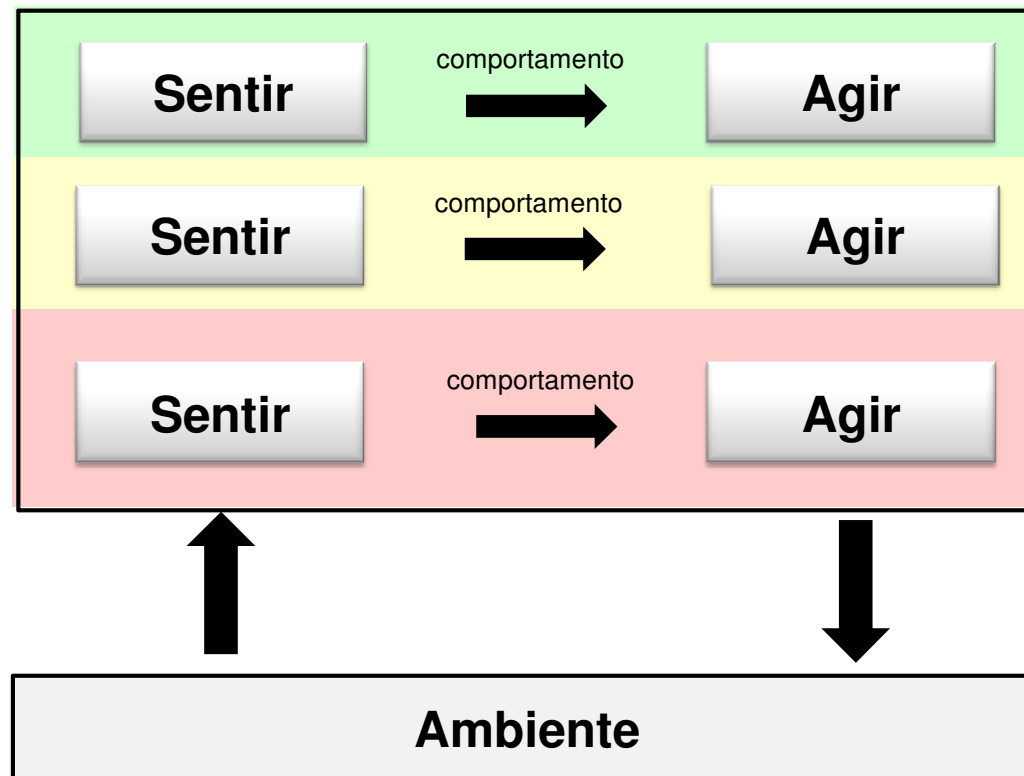 comportamento
Sentir
Agir
comportamento
Sentir
Agir
comportamento
Sentir
Agir
Ambiente